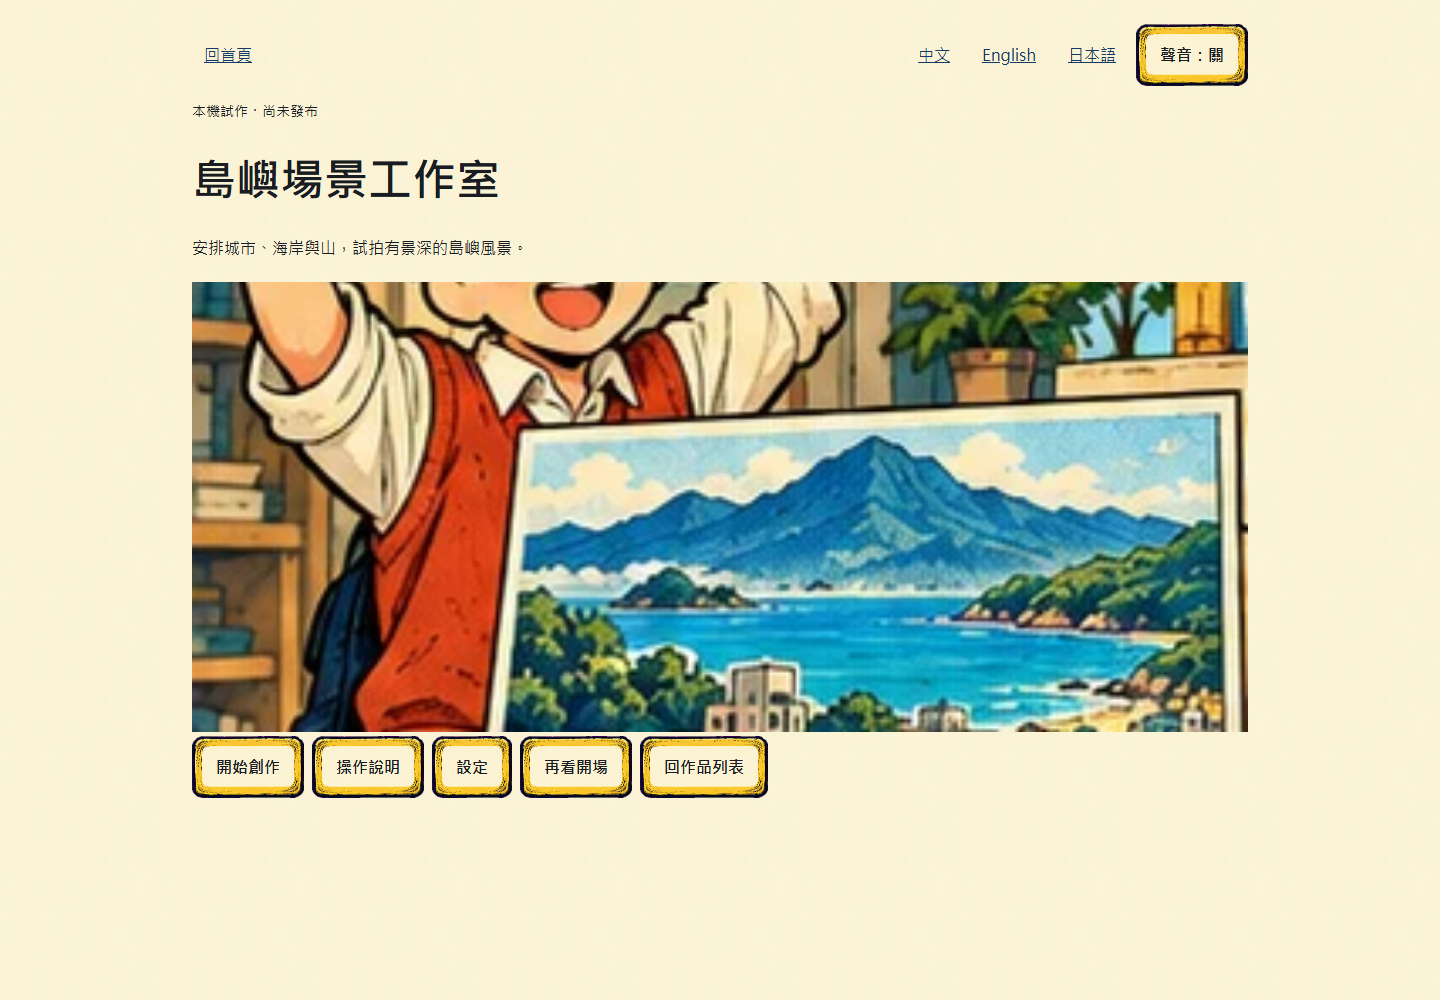 回首頁
中文 English 日本語 聲音：關
本機試作・尚未發布
島嶼場景工作室
安排城市、海岸與山，試拍有景深的島嶼風景。
開始創作 操作說明 設定 再看開場 回作品列表